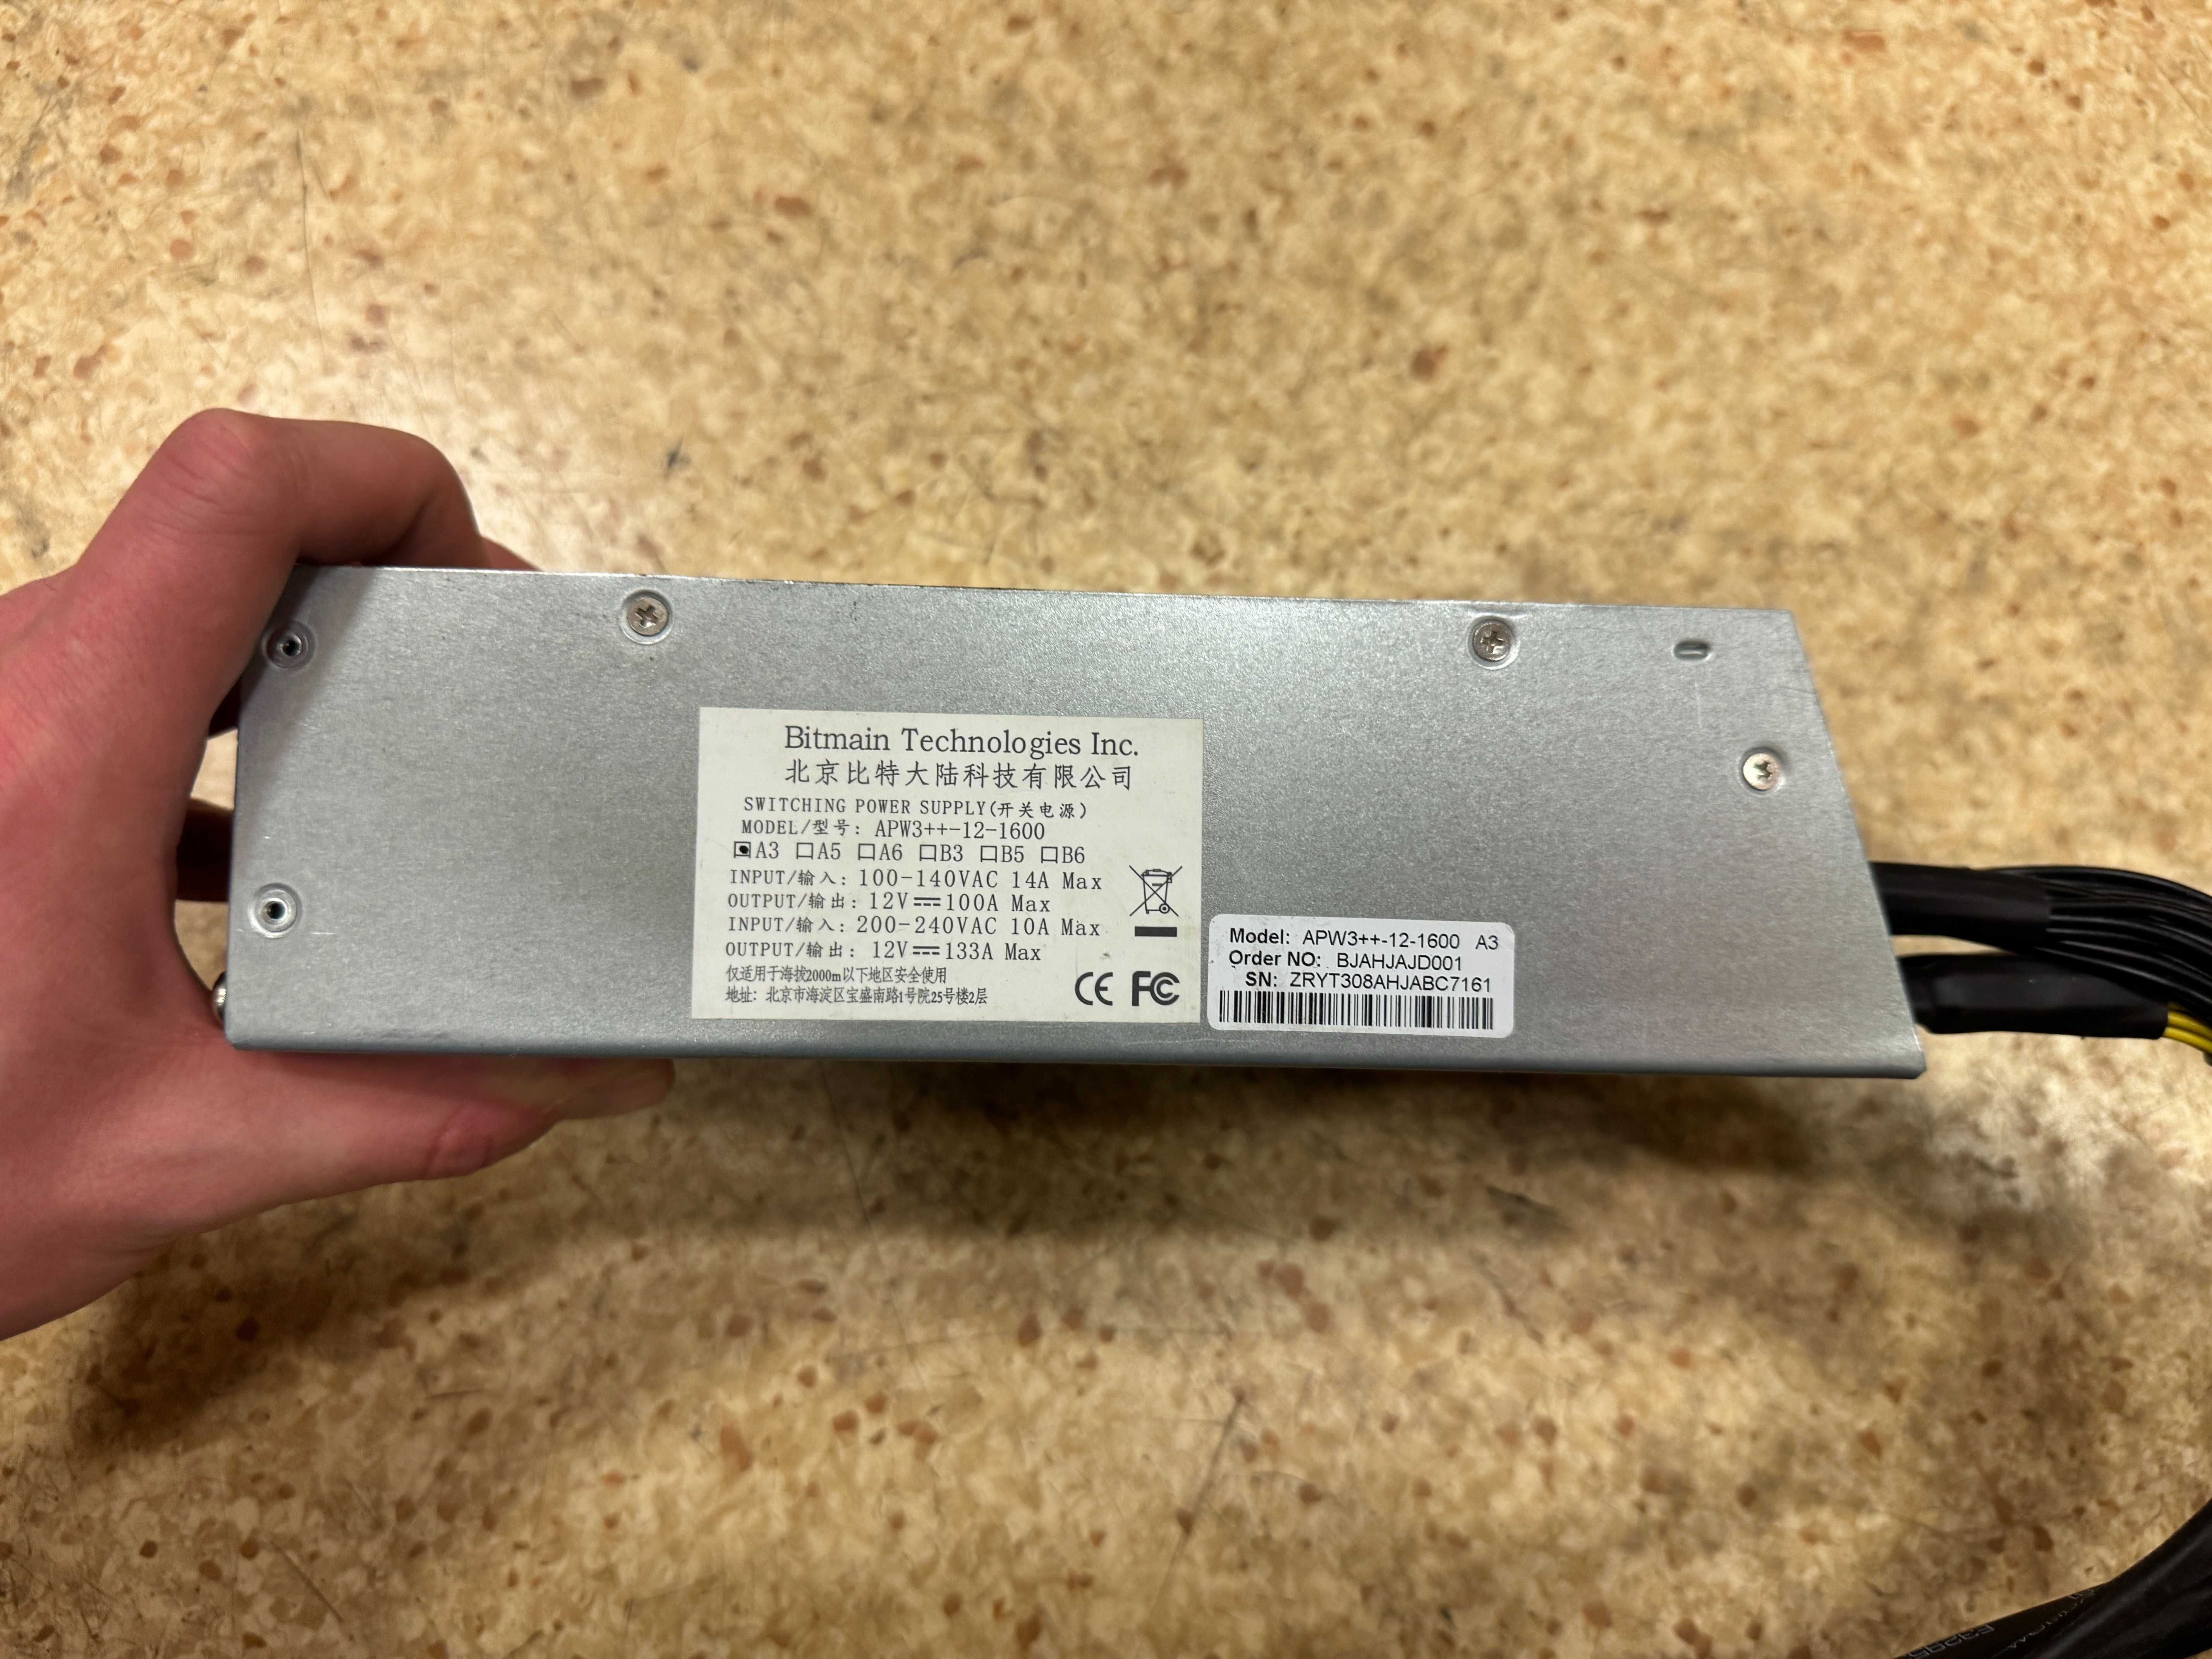 Bitmain Technologies Inc.
北京比特大陆科技有限公司
SWITCHING POWER SUPPLY(开关电源)
MODEL/型号: APW3++-12-1600
A3 A5 A6 B3 B5 B6
INPUT/输入: 100-140VAC 14A Max
OUTPUT/输出: 12V⎓100A Max
INPUT/输入: 200-240VAC 10A Max
OUTPUT/输出: 12V⎓133A Max
仅适用于海拔2000m以下地区安全使用
地址: 北京市海淀区宝盛南路1号院25号楼2层
CE FC
Model: APW3++-12-1600 A3
Order NO: BJAHJAJD001
SN: ZRYT308AHJABC7161